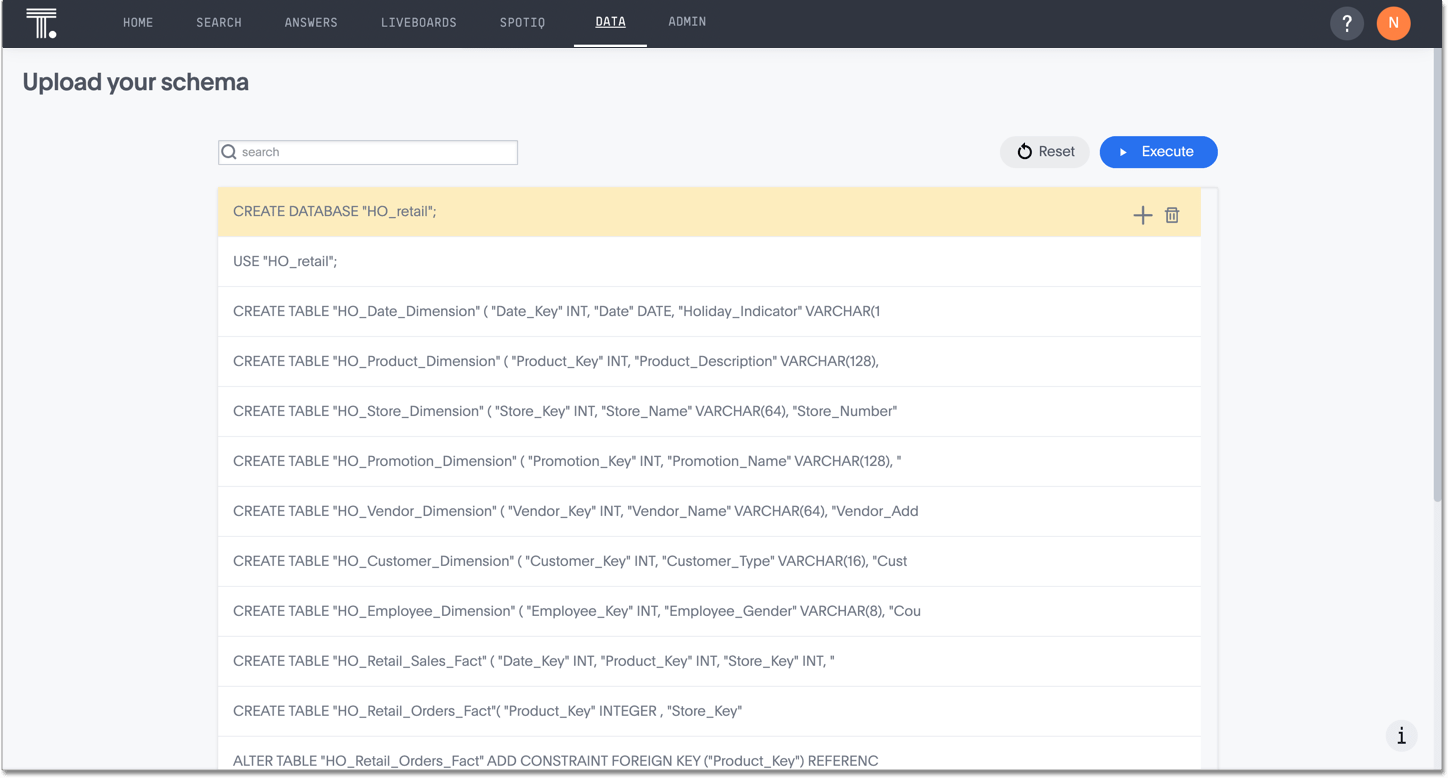 HOME SEARCH ANSWERS LIVEBOARDS SPOTIQ DATA ADMIN ? N
Upload your schema
search Reset Execute
CREATE DATABASE "HO_retail";
USE "HO_retail";
CREATE TABLE "HO_Date_Dimension" ( "Date_Key" INT, "Date" DATE, "Holiday_Indicator" VARCHAR(1
CREATE TABLE "HO_Product_Dimension" ( "Product_Key" INT, "Product_Description" VARCHAR(128),
CREATE TABLE "HO_Store_Dimension" ( "Store_Key" INT, "Store_Name" VARCHAR(64), "Store_Number"
CREATE TABLE "HO_Promotion_Dimension" ( "Promotion_Key" INT, "Promotion_Name" VARCHAR(128), "
CREATE TABLE "HO_Vendor_Dimension" ( "Vendor_Key" INT, "Vendor_Name" VARCHAR(64), "Vendor_Add
CREATE TABLE "HO_Customer_Dimension" ( "Customer_Key" INT, "Customer_Type" VARCHAR(16), "Cust
CREATE TABLE "HO_Employee_Dimension" ( "Employee_Key" INT, "Employee_Gender" VARCHAR(8), "Cou
CREATE TABLE "HO_Retail_Sales_Fact" ( "Date_Key" INT, "Product_Key" INT, "Store_Key" INT, "
CREATE TABLE "HO_Retail_Orders_Fact"( "Product_Key" INTEGER , "Store_Key"
ALTER TABLE "HO_Retail_Orders_Fact" ADD CONSTRAINT FOREIGN KEY ("Product_Key") REFERENC